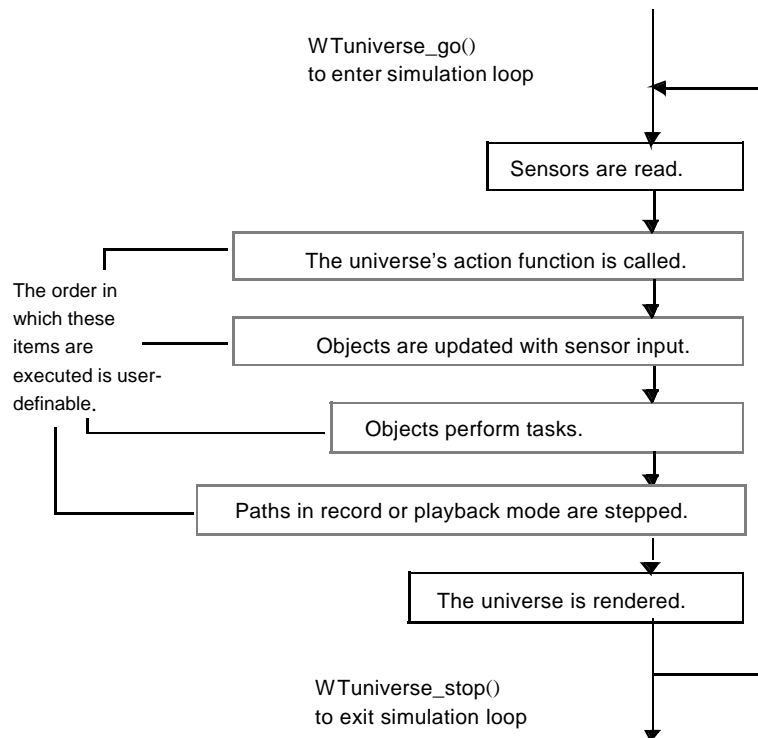 WTuniverse_go()
to enter simulation loop
Sensors are read.
The universe's action function is called.
The order in
which these
items are
executed is user-
definable.
Objects are updated with sensor input.
Objects perform tasks.
Paths in record or playback mode are stepped.
The universe is rendered.
WTuniverse_stop()
to exit simulation loop